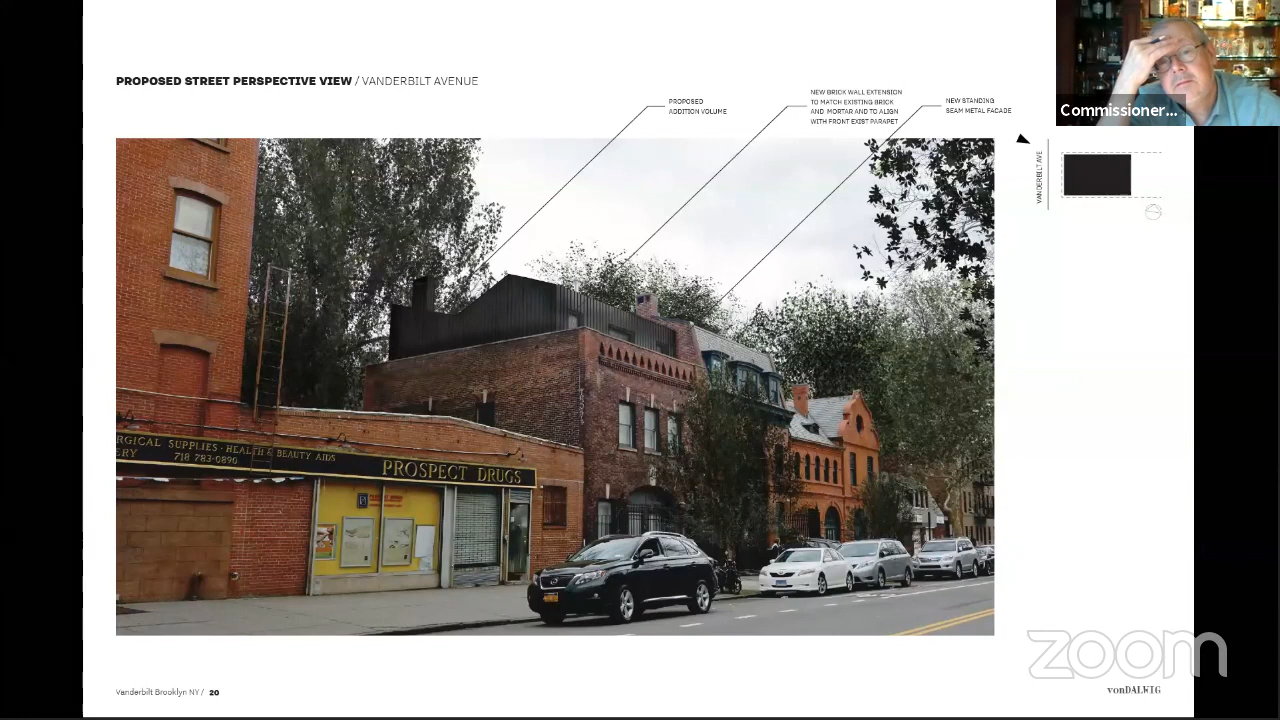 PROPOSED STREET PERSPECTIVE VIEW / VANDERBILT AVENUE
PROPOSED
ADDITION VOLUME
NEW BRICK WALL EXTENSION
TO MATCH EXISTING BRICK
AND MORTAR AND TO ALIGN
WITH FRONT EXIST PARAPET
NEW STANDING
SEAM METAL FACADE
Commissioner...
VANDERBILT AVE
RGICAL SUPPLIES · HEALTH & BEAUTY AIDS
ERY 718 783-0890
PROSPECT DRUGS
zoom
Vanderbilt Brooklyn NY / 20
vonDALWIG